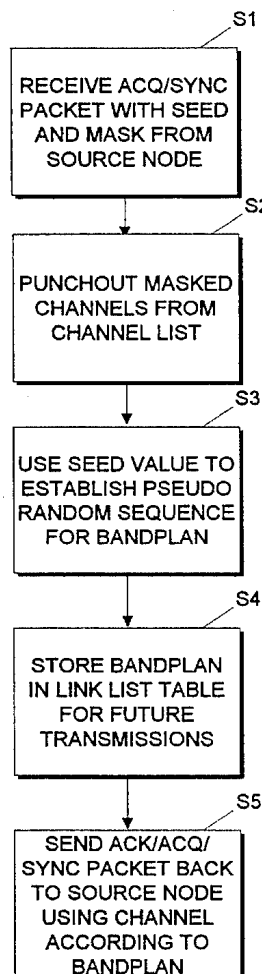 S1
RECEIVE ACQ/SYNC
PACKET WITH SEED
AND MASK FROM
SOURCE NODE
S2
PUNCHOUT MASKED
CHANNELS FROM
CHANNEL LIST
S3
USE SEED VALUE TO
ESTABLISH PSEUDO
RANDOM SEQUENCE
FOR BANDPLAN
S4
STORE BANDPLAN
IN LINK LIST TABLE
FOR FUTURE
TRANSMISSIONS
S5
SEND ACK/ACQ/
SYNC PACKET BACK
TO SOURCE NODE
USING CHANNEL
ACCORDING TO
BANDPLAN